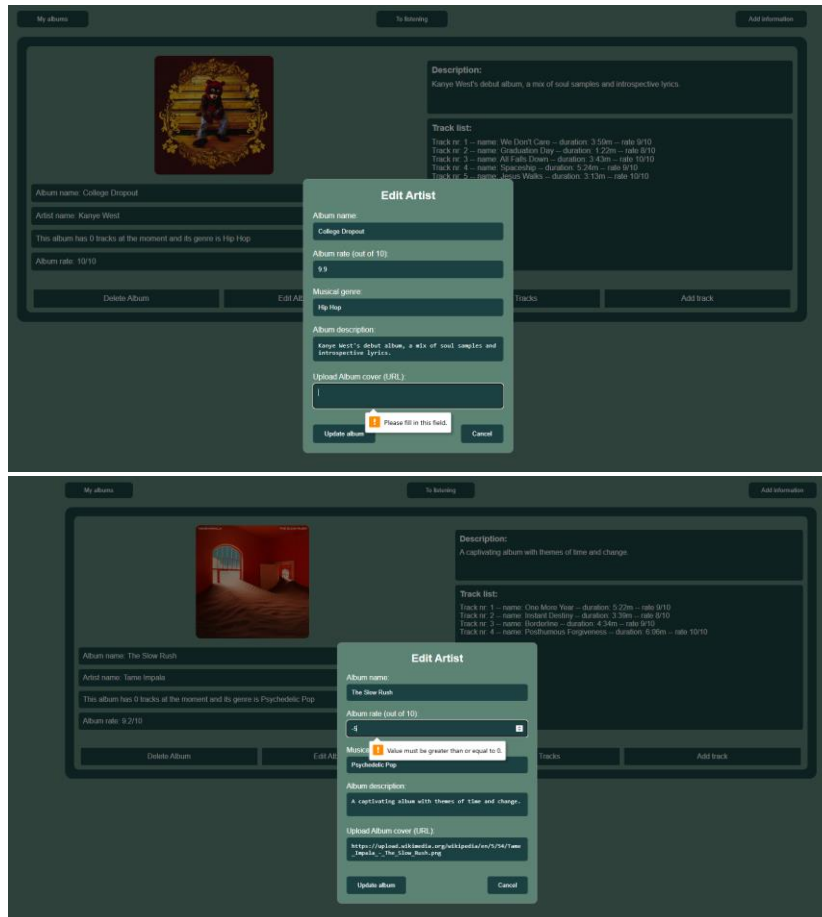 My albums
To listening
Add information
Description:
Kanye West's debut album, a mix of soul samples and introspective lyrics.
Track list:
Track nr: 1 -- name: We Don't Care -- duration: 3:59m -- rate 9/10
Track nr: 2 -- name: Graduation Day -- duration: 1:22m -- rate 8/10
Track nr: 3 -- name: All Falls Down -- duration: 3:43m -- rate 10/10
Track nr: 4 -- name: Spaceship -- duration: 5:24m -- rate 9/10
Track nr: 5 -- name: Jesus Walks -- duration: 3:13m -- rate 10/10
Album name: College Dropout
Artist name: Kanye West
This album has 0 tracks at the moment and its genre is Hip Hop
Album rate: 10/10
Delete Album
Edit Alb
Tracks
Add track
Edit Artist
Album name:
College Dropout
Album rate (out of 10):
9.9
Musical genre:
Hip Hop
Album description:
Kanye West's debut album, a mix of soul samples and
introspective lyrics.
Upload Album cover (URL):
Please fill in this field.
Update album
Cancel
My albums
To listening
Add information
Description:
A captivating album with themes of time and change.
Track list:
Track nr: 1 -- name: One More Year -- duration: 5:22m -- rate 9/10
Track nr: 2 -- name: Instant Destiny -- duration: 3:39m -- rate 8/10
Track nr: 3 -- name: Borderline -- duration: 4:34m -- rate 9/10
Track nr: 4 -- name: Posthumous Forgiveness -- duration: 6:06m -- rate 10/10
Album name: The Slow Rush
Artist name: Tame Impala
This album has 0 tracks at the moment and its genre is Psychedelic Pop
Album rate: 9.2/10
Delete Album
Edit Alb
Tracks
Add track
Edit Artist
Album name:
The Slow Rush
Album rate (out of 10):
-9
Value must be greater than or equal to 0.
Musica
Psychedelic Pop
Album description:
A captivating album with themes of time and change.
Upload Album cover (URL):
https://upload.wikimedia.org/wikipedia/en/5/54/Tame
_Impala_-_The_Slow_Rush.png
Update album
Cancel